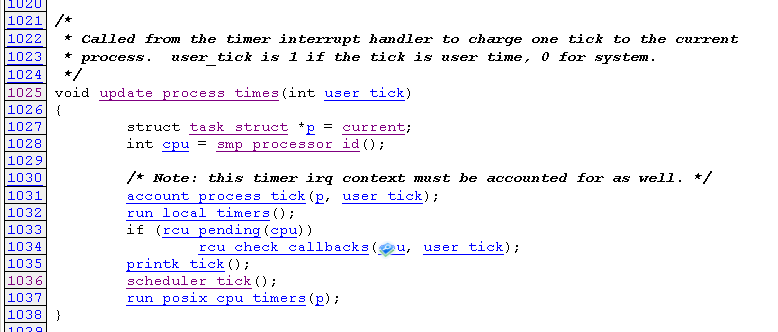 1020
1021 /*
1022  * Called from the timer interrupt handler to charge one tick to the current
1023  * process.  user_tick is 1 if the tick is user time, 0 for system.
1024  */
1025 void update_process_times(int user_tick)
1026 {
1027         struct task_struct *p = current;
1028         int cpu = smp_processor_id();
1029
1030         /* Note: this timer irq context must be accounted for as well. */
1031         account_process_tick(p, user_tick);
1032         run_local_timers();
1033         if (rcu_pending(cpu))
1034                 rcu_check_callbacks( u, user_tick);
1035         printk_tick();
1036         scheduler_tick();
1037         run_posix_cpu_timers(p);
1038 }
1039